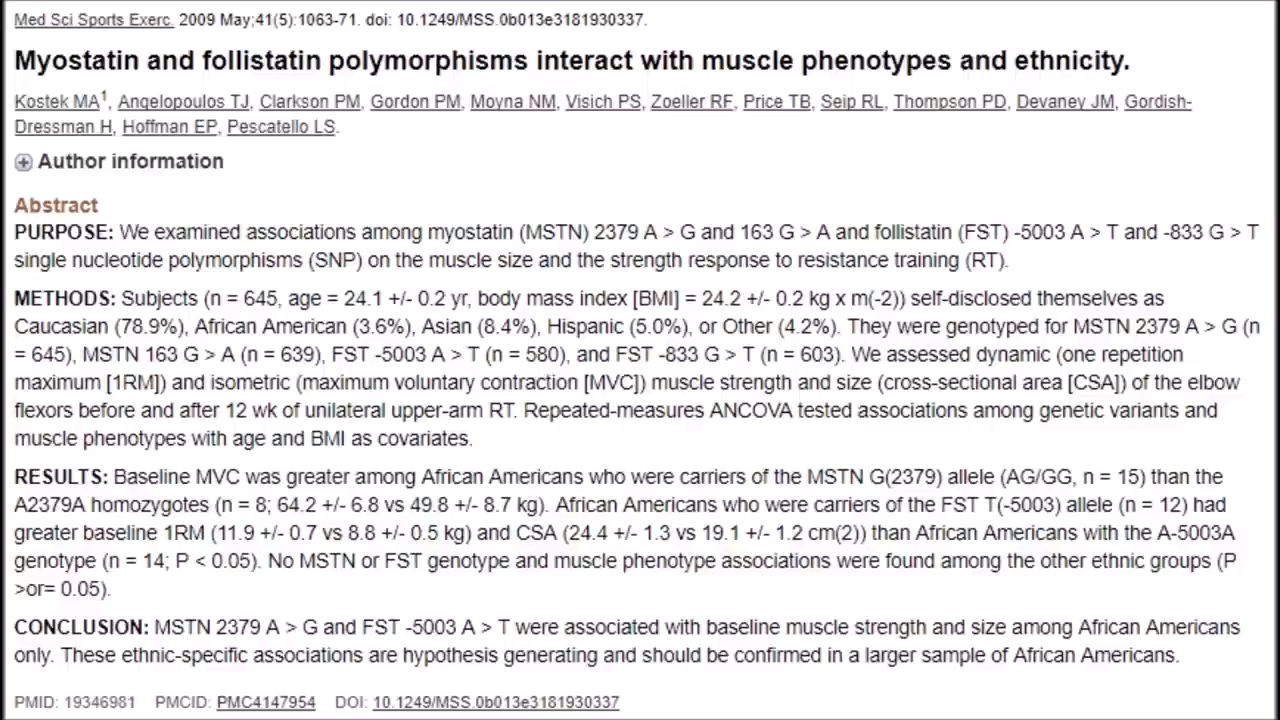 Med Sci Sports Exerc. 2009 May;41(5):1063-71. doi: 10.1249/MSS.0b013e3181930337.
Myostatin and follistatin polymorphisms interact with muscle phenotypes and ethnicity.
Kostek MA1, Angelopoulos TJ, Clarkson PM, Gordon PM, Moyna NM, Visich PS, Zoeller RF, Price TB, Seip RL, Thompson PD, Devaney JM, Gordish-
Dressman H, Hoffman EP, Pescatello LS.
Author information
Abstract
PURPOSE: We examined associations among myostatin (MSTN) 2379 A > G and 163 G > A and follistatin (FST) -5003 A > T and -833 G > T
single nucleotide polymorphisms (SNP) on the muscle size and the strength response to resistance training (RT).
METHODS: Subjects (n = 645, age = 24.1 +/- 0.2 yr, body mass index [BMI] = 24.2 +/- 0.2 kg x m(-2)) self-disclosed themselves as
Caucasian (78.9%), African American (3.6%), Asian (8.4%), Hispanic (5.0%), or Other (4.2%). They were genotyped for MSTN 2379 A > G (n
= 645), MSTN 163 G > A (n = 639), FST -5003 A > T (n = 580), and FST -833 G > T (n = 603). We assessed dynamic (one repetition
maximum [1RM]) and isometric (maximum voluntary contraction [MVC]) muscle strength and size (cross-sectional area [CSA]) of the elbow
flexors before and after 12 wk of unilateral upper-arm RT. Repeated-measures ANCOVA tested associations among genetic variants and
muscle phenotypes with age and BMI as covariates.
RESULTS: Baseline MVC was greater among African Americans who were carriers of the MSTN G(2379) allele (AG/GG, n = 15) than the
A2379A homozygotes (n = 8; 64.2 +/- 6.8 vs 49.8 +/- 8.7 kg). African Americans who were carriers of the FST T(-5003) allele (n = 12) had
greater baseline 1RM (11.9 +/- 0.7 vs 8.8 +/- 0.5 kg) and CSA (24.4 +/- 1.3 vs 19.1 +/- 1.2 cm(2)) than African Americans with the A-5003A
genotype (n = 14; P < 0.05). No MSTN or FST genotype and muscle phenotype associations were found among the other ethnic groups (P
>or= 0.05).
CONCLUSION: MSTN 2379 A > G and FST -5003 A > T were associated with baseline muscle strength and size among African Americans
only. These ethnic-specific associations are hypothesis generating and should be confirmed in a larger sample of African Americans.
PMID: 19346981 PMCID: PMC4147954 DOI: 10.1249/MSS.0b013e3181930337